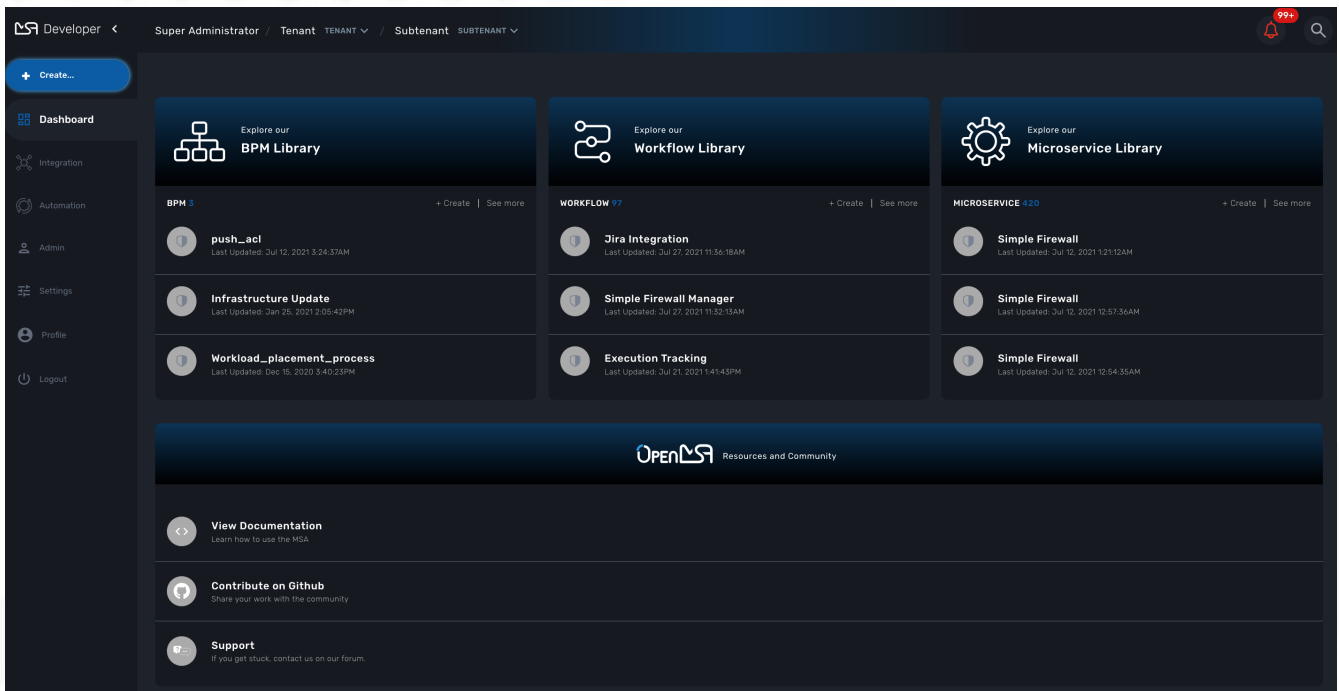 MSA Developer
Super Administrator / Tenant TENANT / Subtenant SUBTENANT
99+
+ Create...
Dashboard
Integration
Automation
Admin
Settings
Profile
Logout
Explore our
BPM Library
BPM 3 + Create | See more
push_acl
Last Updated: Jul 12, 2021 3:24:37AM
Infrastructure Update
Last Updated: Jan 25, 2021 2:05:42PM
Workload_placement_process
Last Updated: Dec 15, 2020 3:40:23PM
Explore our
Workflow Library
WORKFLOW 97 + Create | See more
Jira Integration
Last Updated: Jul 27, 2021 11:36:18AM
Simple Firewall Manager
Last Updated: Jul 27, 2021 11:32:13AM
Execution Tracking
Last Updated: Jul 21, 2021 1:41:43PM
Explore our
Microservice Library
MICROSERVICE 420 + Create | See more
Simple Firewall
Last Updated: Jul 12, 2021 1:21:12AM
Simple Firewall
Last Updated: Jul 12, 2021 12:57:36AM
Simple Firewall
Last Updated: Jul 12, 2021 12:54:35AM
OPENMSA Resources and Community
View Documentation
Learn how to use the MSA
Contribute on Github
Share your work with the community
Support
If you get stuck, contact us on our forum.